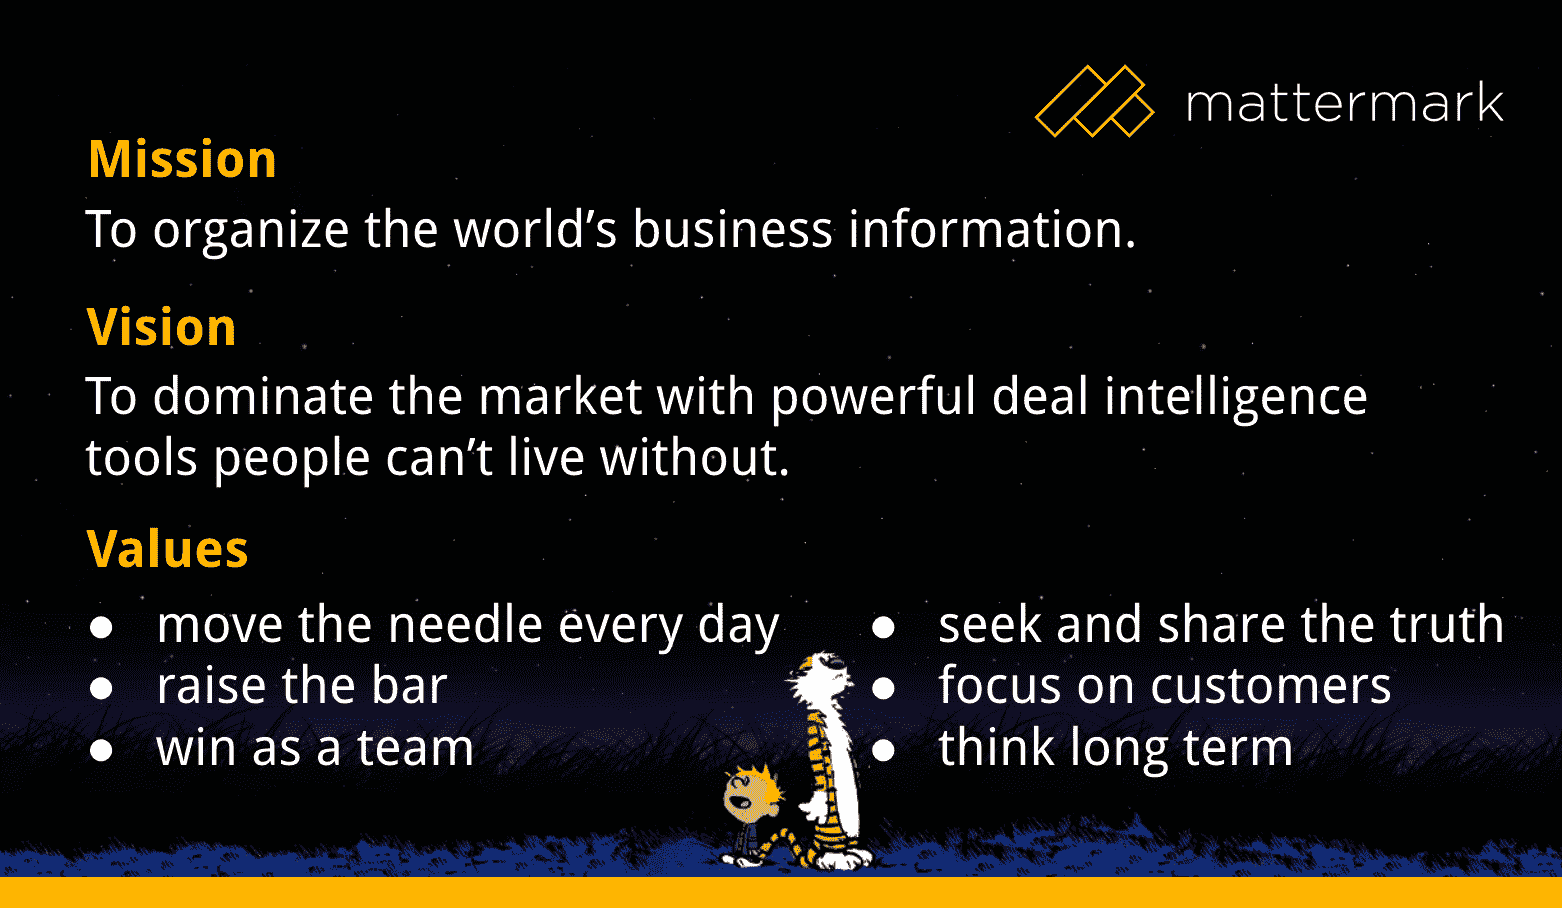 mattermark
Mission
To organize the world’s business information.
Vision
To dominate the market with powerful deal intelligence
tools people can’t live without.
Values
● move the needle every day
● raise the bar
● win as a team
● seek and share the truth
● focus on customers
● think long term